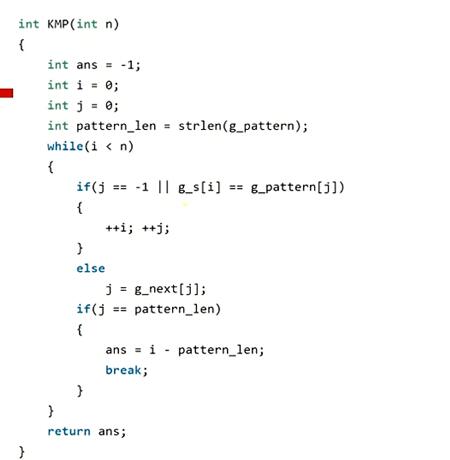 int KMP(int n)
{
    int ans = -1;
    int i = 0;
    int j = 0;
    int pattern_len = strlen(g_pattern);
    while(i < n)
    {
        if(j == -1 || g_s[i] == g_pattern[j])
        {
            ++i; ++j;
        }
        else
            j = g_next[j];
        if(j == pattern_len)
        {
            ans = i - pattern_len;
            break;
        }
    }
    return ans;
}